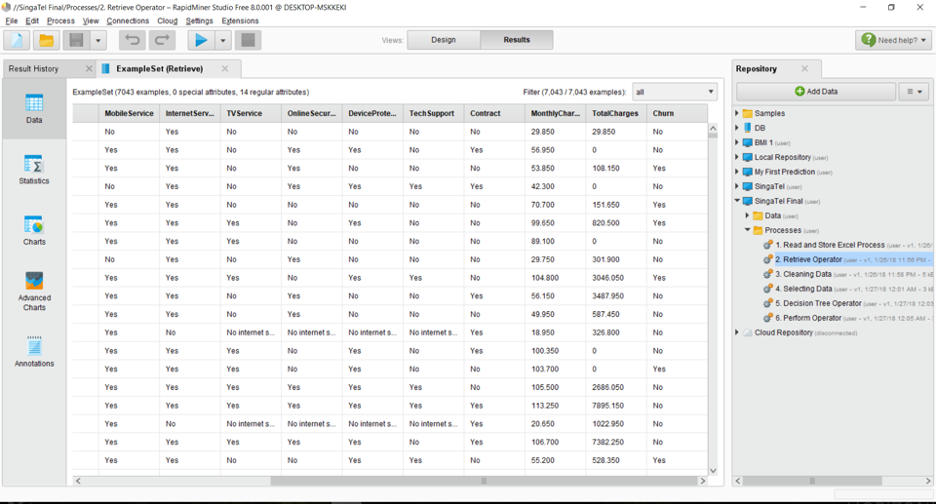 //SingaTel Final/Processes/2. Retrieve Operator – RapidMiner Studio Free 8.0.001 @ DESKTOP-MSKKEKI
File Edit Process View Connections Cloud Settings Extensions
Views: Design Results Need help?
Result History ExampleSet (Retrieve)
ExampleSet (7043 examples, 0 special attributes, 14 regular attributes) Filter (7,043 / 7,043 examples): all
MobileService InternetServ... TVService OnlineSecur... DeviceProte... TechSupport Contract MonthlyChar... TotalCharges Churn
No Yes No No No No No 29.850 29.850 No
Yes Yes No Yes Yes No Yes 56.950 0 No
Yes Yes No Yes No No No 53.850 108.150 Yes
No Yes No Yes Yes Yes Yes 42.300 0 No
Yes Yes No No No No No 70.700 151.650 Yes
Yes Yes Yes No Yes No No 99.650 820.500 Yes
Yes Yes Yes No No No No 89.100 0 No
No Yes No Yes No No No 29.750 301.900 No
Yes Yes Yes No Yes Yes No 104.800 3046.050 Yes
Yes Yes No Yes No No Yes 56.150 3487.950 No
Yes Yes No Yes No No No 49.950 587.450 No
Yes No No internet s... No internet s... No internet s... No internet s... Yes 18.950 326.800 No
Yes Yes Yes No Yes No Yes 100.350 0 No
Yes Yes Yes No Yes No No 103.700 0 Yes
Yes Yes Yes Yes Yes Yes No 105.500 2686.050 No
Yes Yes Yes Yes Yes Yes Yes 113.250 7895.150 No
Yes No No internet s... No internet s... No internet s... No internet s... Yes 20.650 1022.950 No
Yes Yes Yes Yes Yes No Yes 106.700 7382.250 No
Yes Yes No No Yes Yes No 55.200 528.350 Yes
Data
Statistics
Charts
Advanced
Charts
Annotations
Repository
Add Data
Samples
DB
BMI 1 (user)
Local Repository (user)
My First Prediction (user)
SingaTel (user)
SingaTel Final (user)
Data (user)
Processes (user)
1. Read and Store Excel Process (user - v1, 1/26/
2. Retrieve Operator (user - v1, 1/26/18 11:56 PM -
3. Cleaning Data (user - v1, 1/26/18 11:58 PM - 5 kB
4. Selecting Data (user - v1, 1/27/18 12:01 AM - 3 kB
5. Decision Tree Operator (user - v1, 1/27/18 12:03
6. Perform Operator (user - v1, 1/27/18 12:05 AM -
Cloud Repository (disconnected)